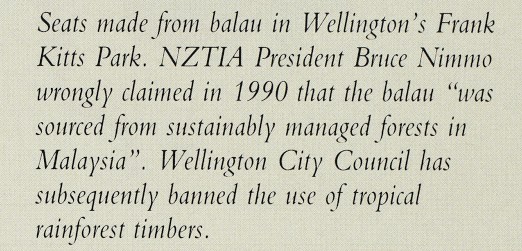 Seats made from balau in Wellington's Frank
Kitts Park. NZTIA President Bruce Nimmo
wrongly claimed in 1990 that the balau “was
sourced from sustainably managed forests in
Malaysia”. Wellington City Council has
subsequently banned the use of tropical
rainforest timbers.